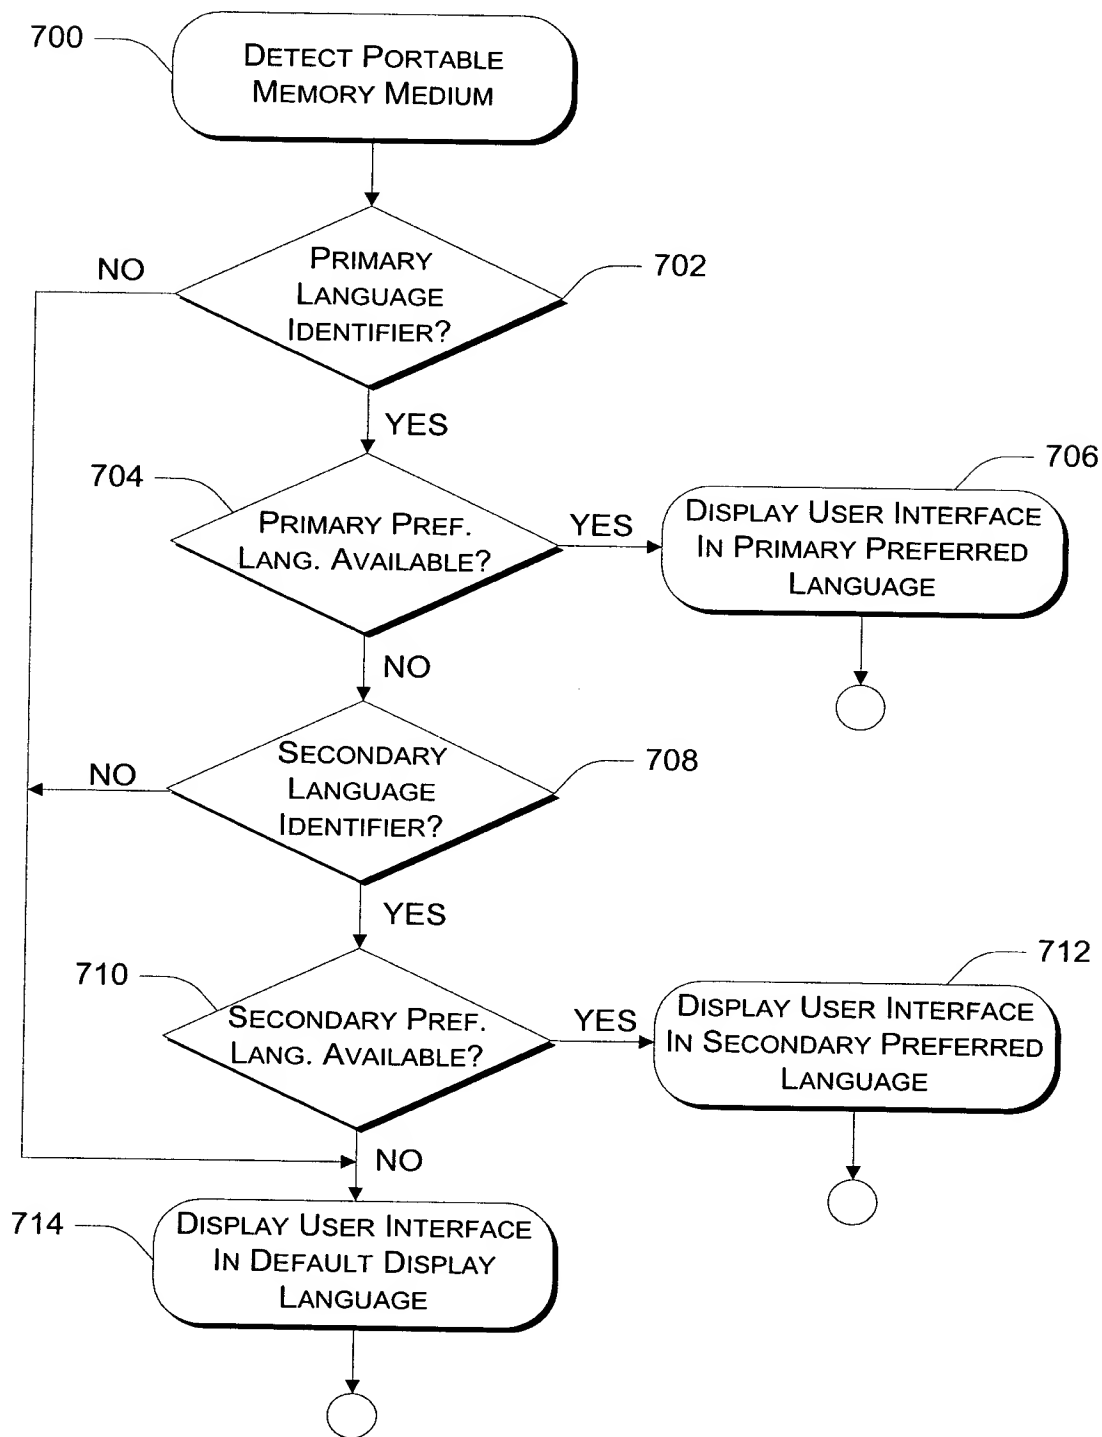 700
DETECT PORTABLE
MEMORY MEDIUM
NO
PRIMARY
LANGUAGE
IDENTIFIER?
702
YES
704
PRIMARY PREF.
LANG. AVAILABLE?
YES
706
DISPLAY USER INTERFACE
IN PRIMARY PREFERRED
LANGUAGE
NO
NO
SECONDARY
LANGUAGE
IDENTIFIER?
708
YES
710
SECONDARY PREF.
LANG. AVAILABLE?
YES
712
DISPLAY USER INTERFACE
IN SECONDARY PREFERRED
LANGUAGE
NO
714
DISPLAY USER INTERFACE
IN DEFAULT DISPLAY
LANGUAGE